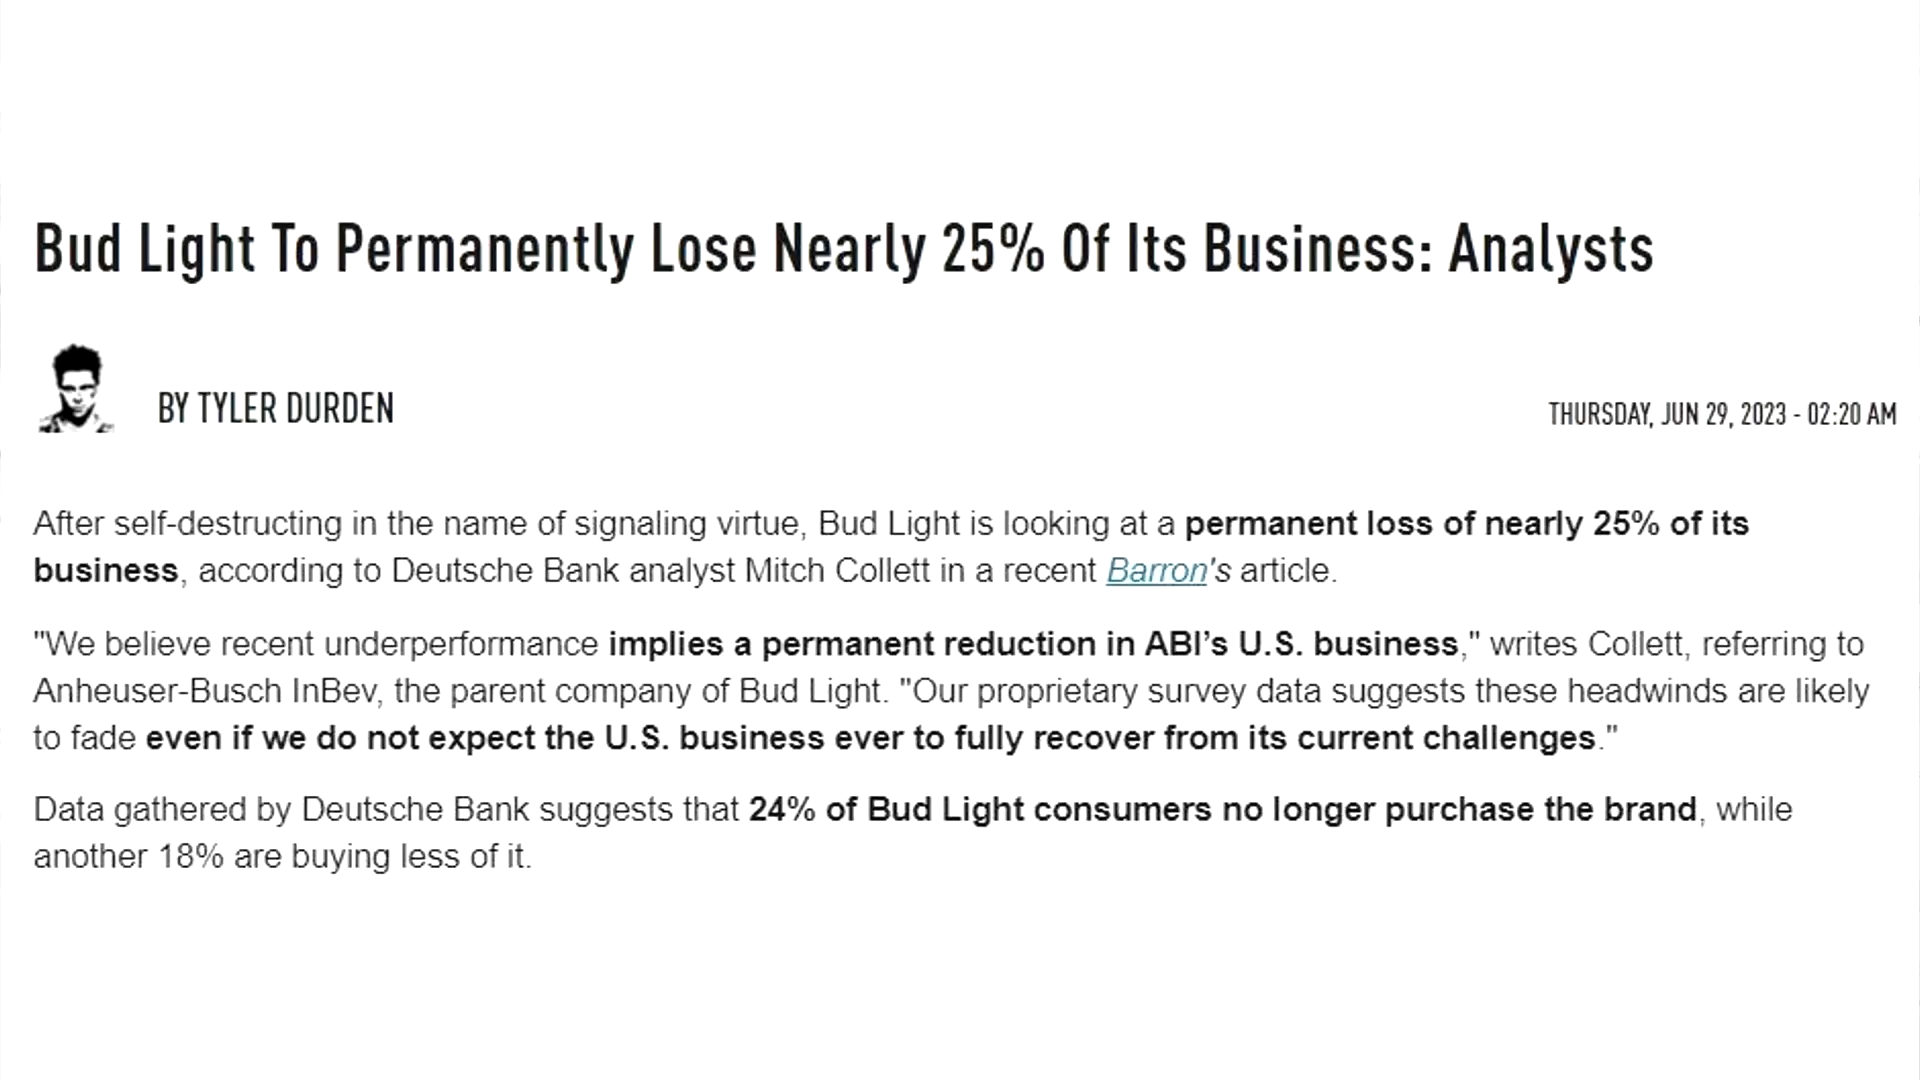 Bud Light To Permanently Lose Nearly 25% Of Its Business: Analysts
BY TYLER DURDEN
THURSDAY, JUN 29, 2023 - 02:20 AM
After self-destructing in the name of signaling virtue, Bud Light is looking at a permanent loss of nearly 25% of its
business, according to Deutsche Bank analyst Mitch Collett in a recent Barron's article.
"We believe recent underperformance implies a permanent reduction in ABI’s U.S. business," writes Collett, referring to
Anheuser-Busch InBev, the parent company of Bud Light. "Our proprietary survey data suggests these headwinds are likely
to fade even if we do not expect the U.S. business ever to fully recover from its current challenges."
Data gathered by Deutsche Bank suggests that 24% of Bud Light consumers no longer purchase the brand, while
another 18% are buying less of it.